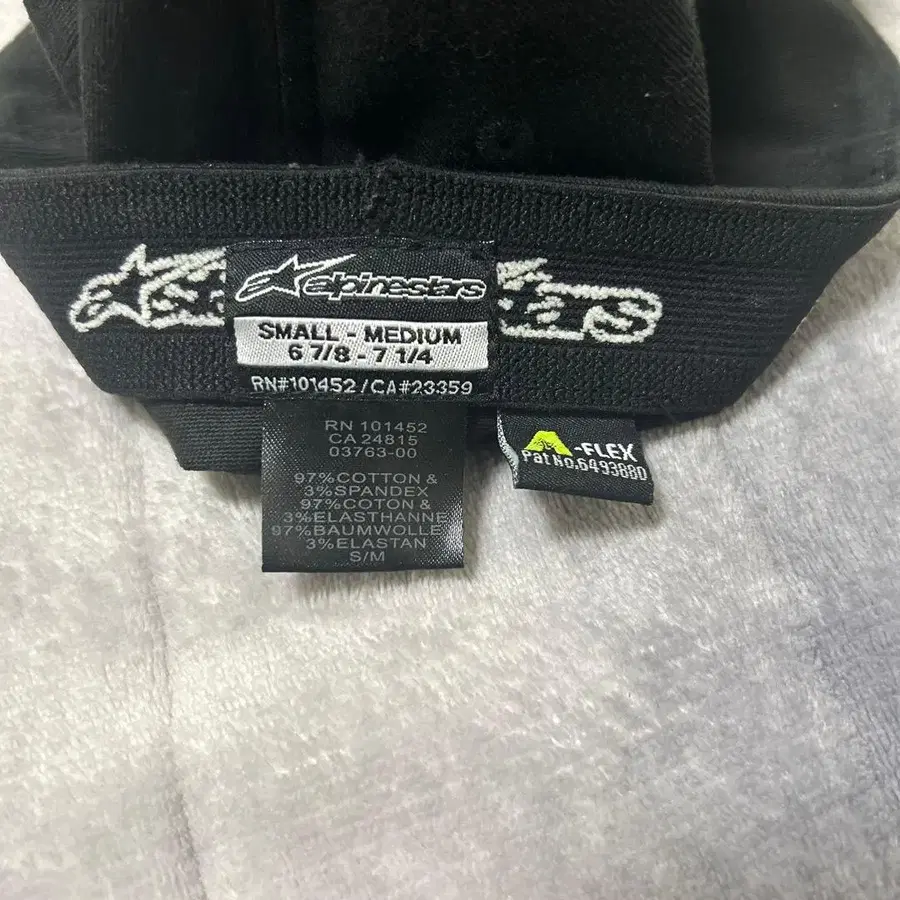 alpinestars
SMALL - MEDIUM
6 7/8 - 7 1/4
RN#101452 / CA#23359
RN 101452
CA 24815
03763-00
97%COTTON &
3%SPANDEX
97%COTON &
3%ELASTHANNE
97%BAUMWOLLE
3%ELASTAN
S/M
A-FLEX
Pat No.6493880